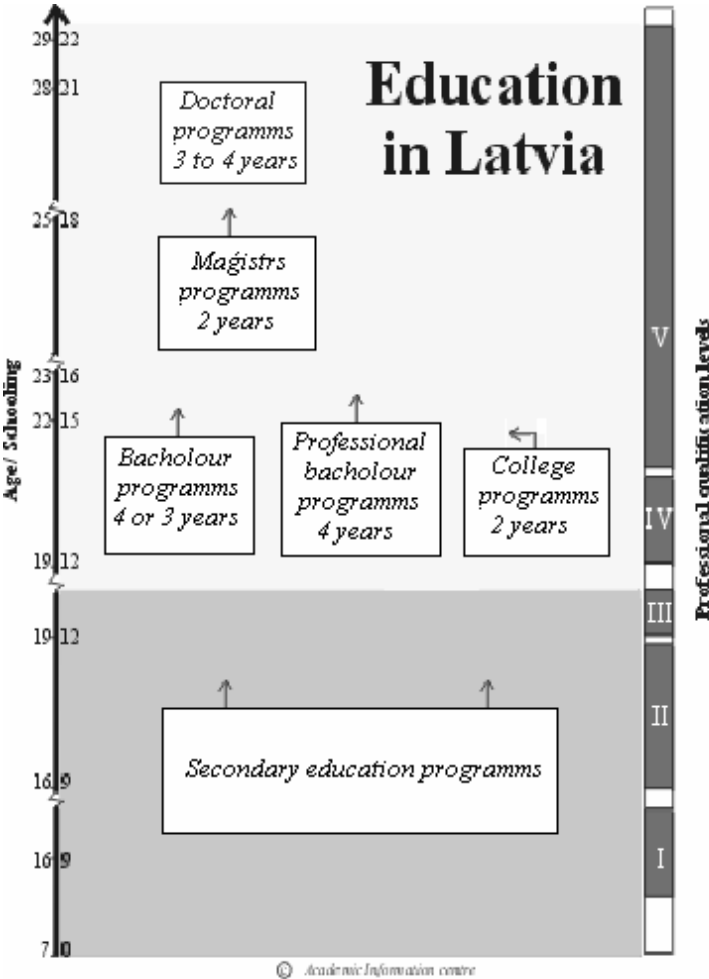 Education
in Latvia
29 22
28 21
Doctoral
programms
3 to 4 years
25 18
Maģistrs
programms
2 years
V
23 16
22 15
Age/ Schooling
Professional qualification levels
Bacholour
programms
4 or 3 years
Professional
bacholour
programms
4 years
College
programms
2 years
IV
19 12
III
19 12
II
Secondary education programms
16 9
16 9
I
7 0
© Academic Information centre